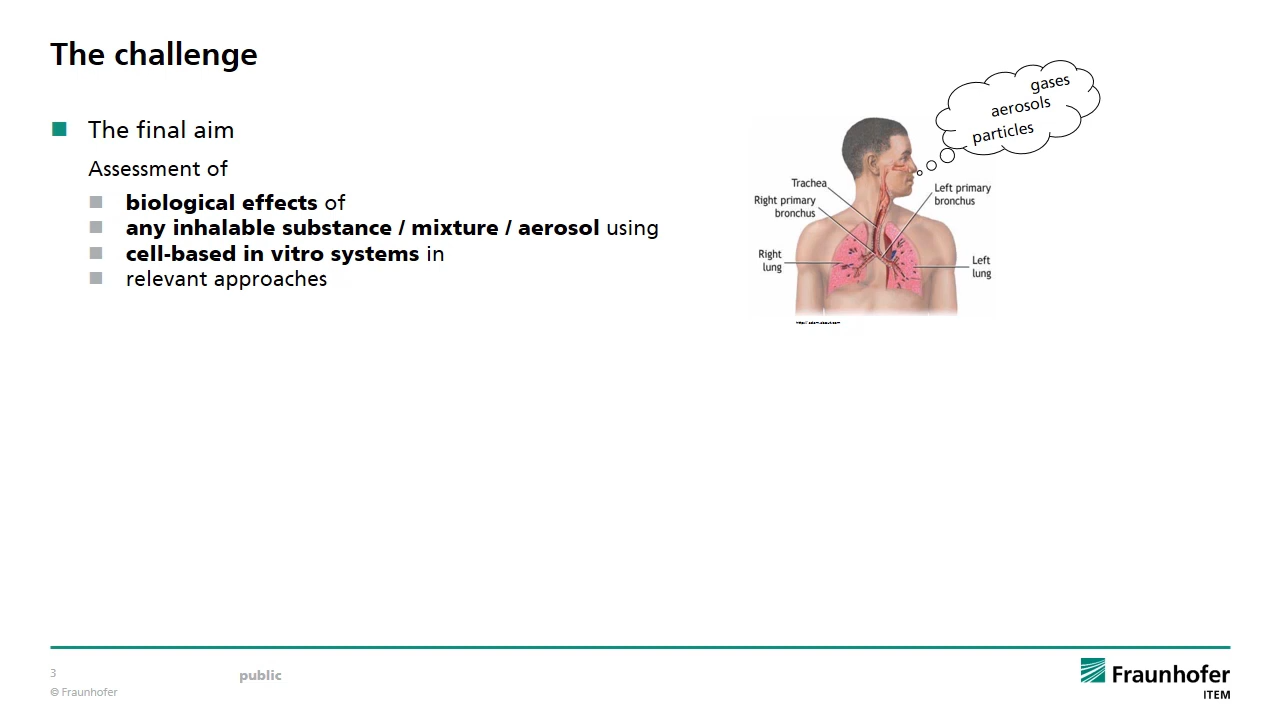 The challenge
The final aim
Assessment of
biological effects of
any inhalable substance / mixture / aerosol using
cell-based in vitro systems in
relevant approaches
gases
aerosols
particles
Trachea
Right primary
bronchus
Left primary
bronchus
Right
lung
Left
lung
3
© Fraunhofer
public
Fraunhofer
ITEM